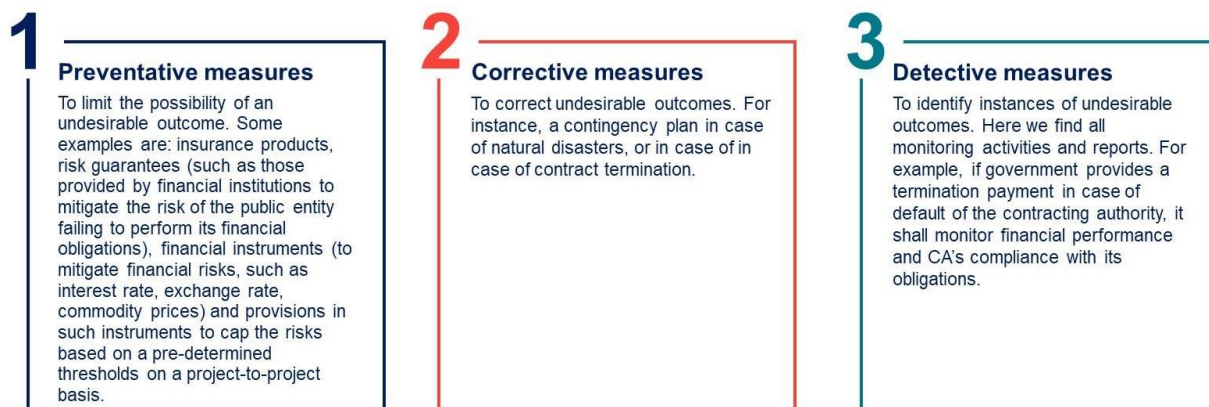 1
Preventative measures
To limit the possibility of an
undesirable outcome. Some
examples are: insurance products,
risk guarantees (such as those
provided by financial institutions to
mitigate the risk of the public entity
failing to perform its financial
obligations), financial instruments (to
mitigate financial risks, such as
interest rate, exchange rate,
commodity prices) and provisions in
such instruments to cap the risks
based on a pre-determined
thresholds on a project-to-project
basis.
2
Corrective measures
To correct undesirable outcomes. For
instance, a contingency plan in case
of natural disasters, or in case of in
case of contract termination.
3
Detective measures
To identify instances of undesirable
outcomes. Here we find all
monitoring activities and reports. For
example, if government provides a
termination payment in case of
default of the contracting authority, it
shall monitor financial performance
and CA's compliance with its
obligations.